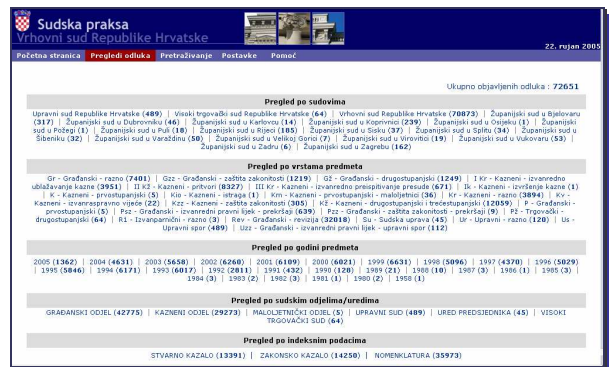 Sudska praksa
Vrhovni sud Republike Hrvatske
22. rujan 2005
Početna stranica Pregledi odluka Pretraživanje Postavke Pomoć
Ukupno objavljenih odluka : 72651
Pregled po sudovima
Upravni sud Republike Hrvatske (489) | Visoki trgovački sud Republike Hrvatske (64) | Vrhovni sud Republike Hrvatske (70873) | Županijski sud u Bjelovaru
(317) | Županijski sud u Dubrovniku (46) | Županijski sud u Karlovcu (14) | Županijski sud u Koprivnici (239) | Županijski sud u Osijeku (1) | Županijski
sud u Požegi (1) | Županijski sud u Puli (18) | Županijski sud u Rijeci (185) | Županijski sud u Sisku (37) | Županijski sud u Splitu (34) | Županijski sud u
Šibeniku (32) | Županijski sud u Varaždinu (50) | Županijski sud u Velikoj Gorici (7) | Županijski sud u Virovitici (19) | Županijski sud u Vukovaru (53) |
Županijski sud u Zadru (6) | Županijski sud u Zagrebu (162)
Pregled po vrstama predmeta
Gr - Građanski - razno (7401) | Gzz - Građanski - zaštita zakonitosti (1219) | Gž - Građanski - drugostupanjski (1249) | I Kr - Kazneni - izvanredno
ublažavanje kazne (3951) | II Kž - Kazneni - pritvori (8327) | III Kr - Kazneni - izvanredno preispitivanje presude (671) | Ik - Kazneni - izvršenje kazne (1)
| K - Kazneni - prvostupanjski (5) | Kio - Kazneni - istraga (1) | Km - Kazneni - prvostupanjski - maloljetnici (36) | Kr - Kazneni - razno (3894) | Kv -
Kazneni - izvanraspravno vijeće (22) | Kzz - Kazneni - zaštita zakonitosti (305) | Kž - Kazneni - drugostupanjski i trećestupanjski (12059) | P - Građanski -
prvostupanjski (5) | Psz - Građanski - izvanredni pravni lijek - prekršaji (639) | Pzz - Građanski - zaštita zakonitosti - prekršaji (9) | Pž - Trgovački -
drugostupanjski (64) | R1 - Izvanparnični - razno (3) | Rev - Građanski - revizija (32018) | Su - Sudska uprava (45) | Ur - Upravni - razno (120) | Us -
Upravni spor (489) | Uzz - Građanski - izvanredni pravni lijek - upravni spor (112)
Pregled po godini predmeta
2005 (1362) | 2004 (4631) | 2003 (5658) | 2002 (6260) | 2001 (6109) | 2000 (6021) | 1999 (6631) | 1998 (5096) | 1997 (4370) | 1996 (5029)
| 1995 (5846) | 1994 (6171) | 1993 (6017) | 1992 (2811) | 1991 (432) | 1990 (128) | 1989 (21) | 1988 (10) | 1987 (3) | 1986 (1) | 1985 (3) |
1984 (3) | 1983 (2) | 1982 (3) | 1981 (1) | 1980 (2) | 1958 (1)
Pregled po sudskim odjelima/uredima
GRAĐANSKI ODJEL (42775) | KAZNENI ODJEL (29273) | MALOLJETNIČKI ODJEL (5) | UPRAVNI SUD (489) | URED PREDSJEDNIKA (45) | VISOKI
TRGOVAČKI SUD (64)
Pregled po indeksnim podacima
STVARNO KAZALO (13391) | ZAKONSKO KAZALO (14250) | NOMENKLATURA (35973)